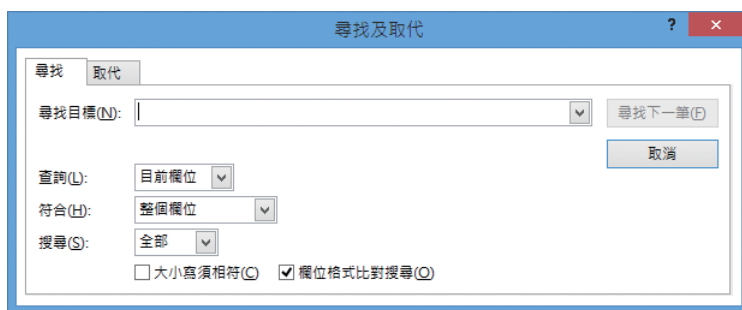 尋找及取代
尋找 取代
尋找目標(N): 尋找下一筆(F)
取消
查詢(L): 目前欄位
符合(H): 整個欄位
搜尋(S): 全部
大小寫須相符(C) 欄位格式比對搜尋(O)